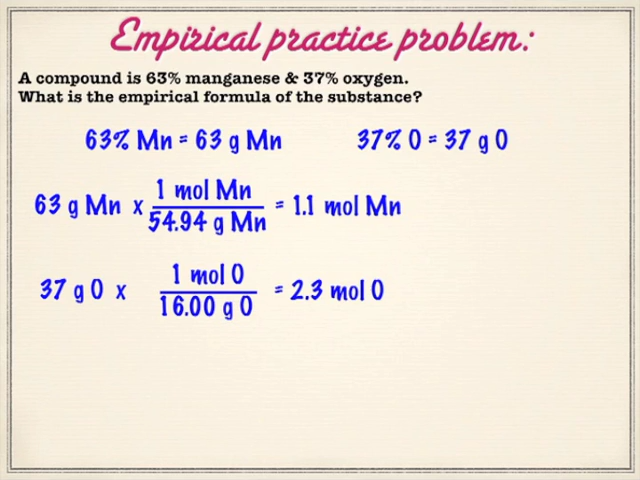 Empirical practice problem:
A compound is 63% manganese & 37% oxygen.
What is the empirical formula of the substance?
63% Mn = 63 g Mn 37% O = 37 g O
63 g Mn x 1 mol Mn = 1.1 mol Mn
54.94 g Mn
37 g O x 1 mol O = 2.3 mol O
16.00 g O